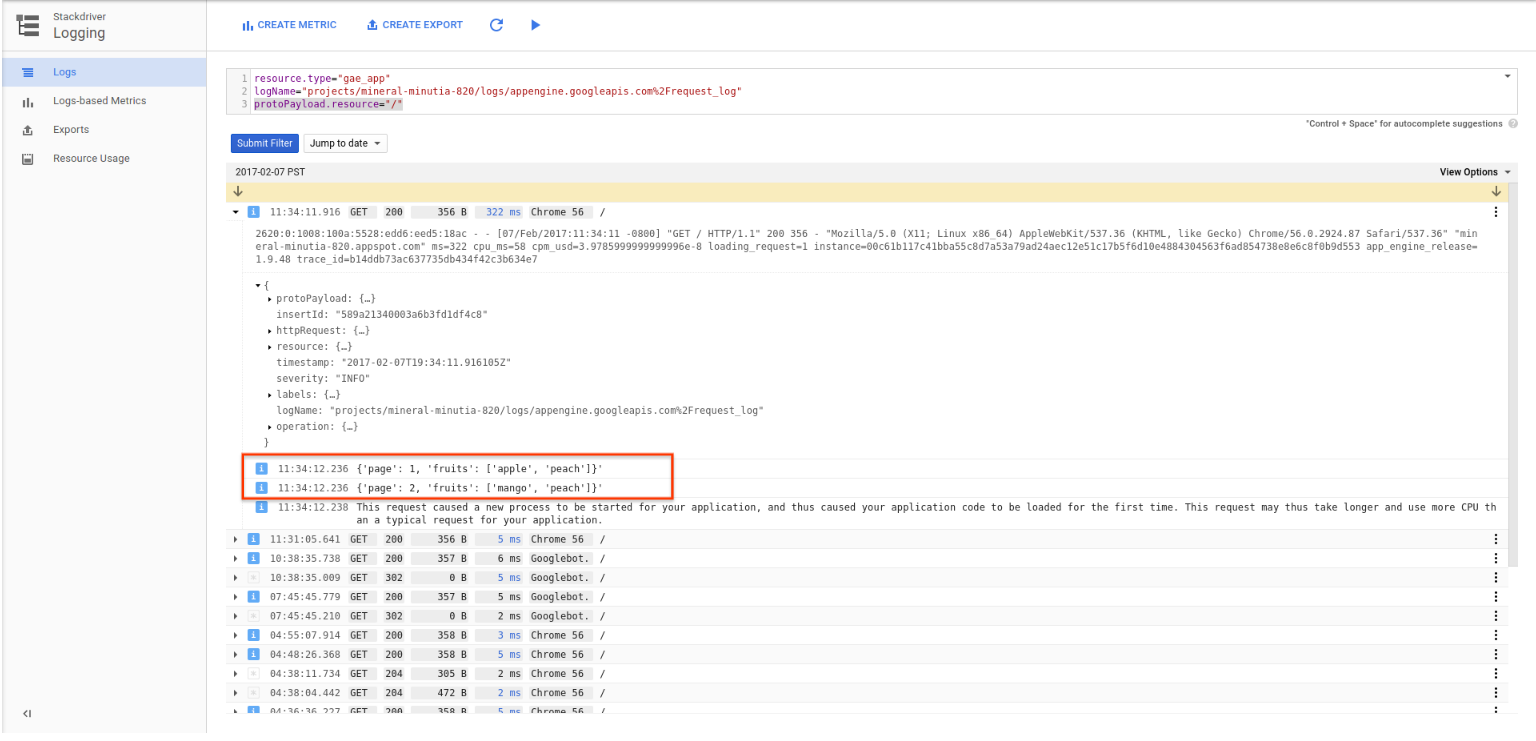 Stackdriver
Logging
CREATE METRIC
CREATE EXPORT
Logs
Logs-based Metrics
Exports
Resource Usage
1 resource.type="gae_app"
2 logName="projects/mineral-minutia-820/logs/appengine.googleapis.com%2Frequest_log"
3 protoPayload.resource="/"
"Control + Space" for autocomplete suggestions ?
Submit Filter
Jump to date
2017-02-07 PST
View Options
i 11:34:11.916 GET 200 356 B 322 ms Chrome 56 /
2620:0:1008:100a:5528:edd6:eed5:18ac - - [07/Feb/2017:11:34:11 -0800] "GET / HTTP/1.1" 200 356 - "Mozilla/5.0 (X11; Linux x86_64) AppleWebKit/537.36 (KHTML, like Gecko) Chrome/56.0.2924.87 Safari/537.36" "min
eral-minutia-820.appspot.com" ms=322 cpu_ms=58 cpm_usd=3.9785999999999996e-8 loading_request=1 instance=00c61b117c41bba55c8d7a53a79ad24aec12e51c17b5f6d10e4884304563f6ad854738e8e6c8f0b9d553 app_engine_release=
1.9.48 trace_id=b14ddb73ac637735db434f42c3b634e7
{
protoPayload: {…}
insertId: "589a21340003a6b3fd1df4c8"
httpRequest: {…}
resource: {…}
timestamp: "2017-02-07T19:34:11.916105Z"
severity: "INFO"
labels: {…}
logName: "projects/mineral-minutia-820/logs/appengine.googleapis.com%2Frequest_log"
operation: {…}
}
i 11:34:12.236 {'page': 1, 'fruits': ['apple', 'peach']}'
i 11:34:12.236 {'page': 2, 'fruits': ['mango', 'peach']}'
i 11:34:12.238 This request caused a new process to be started for your application, and thus caused your application code to be loaded for the first time. This request may thus take longer and use more CPU th
an a typical request for your application.
i 11:31:05.641 GET 200 356 B 5 ms Chrome 56 /
i 10:38:35.738 GET 200 357 B 6 ms Googlebot. /
10:38:35.009 GET 302 0 B 5 ms Googlebot. /
i 07:45:45.779 GET 200 357 B 5 ms Googlebot. /
07:45:45.210 GET 302 0 B 2 ms Googlebot. /
i 04:55:07.914 GET 200 358 B 3 ms Chrome 56 /
i 04:48:26.368 GET 200 358 B 5 ms Chrome 56 /
04:38:11.734 GET 204 305 B 2 ms Chrome 56 /
04:38:04.442 GET 204 472 B 2 ms Chrome 56 /
i 04:36:36.227 GET 200 358 B 5 ms Chrome 56 /